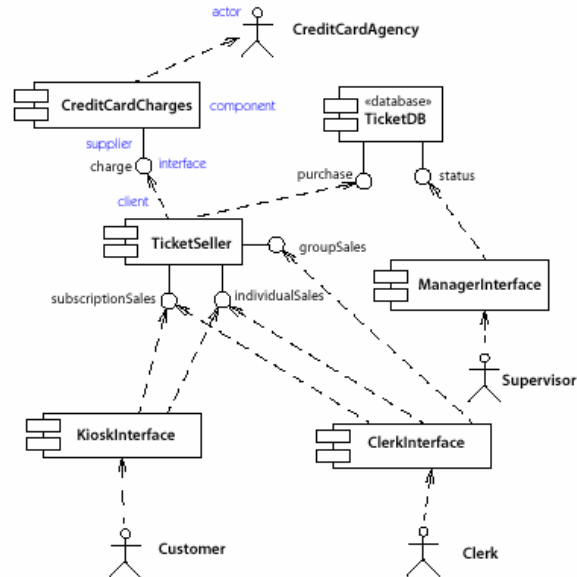 actor
CreditCardAgency
CreditCardCharges
component
«database»
TicketDB
supplier
charge
interface
purchase
status
client
TicketSeller
groupSales
subscriptionSales
individualSales
ManagerInterface
Supervisor
KioskInterface
ClerkInterface
Customer
Clerk